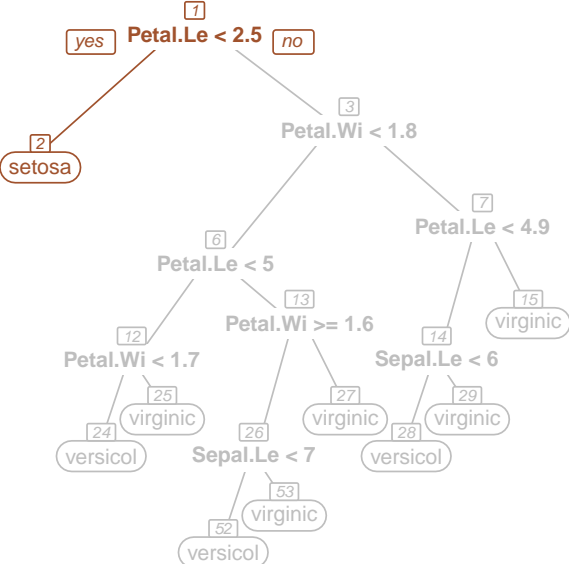 1
yes Petal.Le < 2.5 no
3
Petal.Wi < 1.8
2
setosa
7
Petal.Le < 4.9
6
Petal.Le < 5
13
Petal.Wi >= 1.6
15
virginic
12
Petal.Wi < 1.7
14
Sepal.Le < 6
25
virginic
27
virginic
29
virginic
24
versicol
26
Sepal.Le < 7
28
versicol
53
virginic
52
versicol